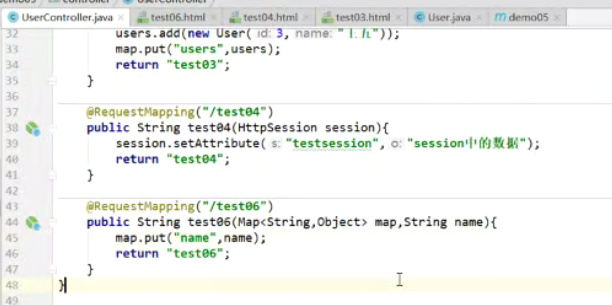 UserController.java × test06.html × test04.html × test03.html × User.java × m demo05 ×
32 users.add(new User( id: 3, name: "王五"));
33 map.put("users",users);
34 return "test03";
35 }
36
37 @RequestMapping("/test04")
38 public String test04(HttpSession session){
39 session.setAttribute( s: "testsession", o: "session中的数据");
40 return "test04";
41 }
42
43 @RequestMapping("/test06")
44 public String test06(Map<String,Object> map,String name){
45 map.put("name",name);
46 return "test06";
47 }
48 }
49